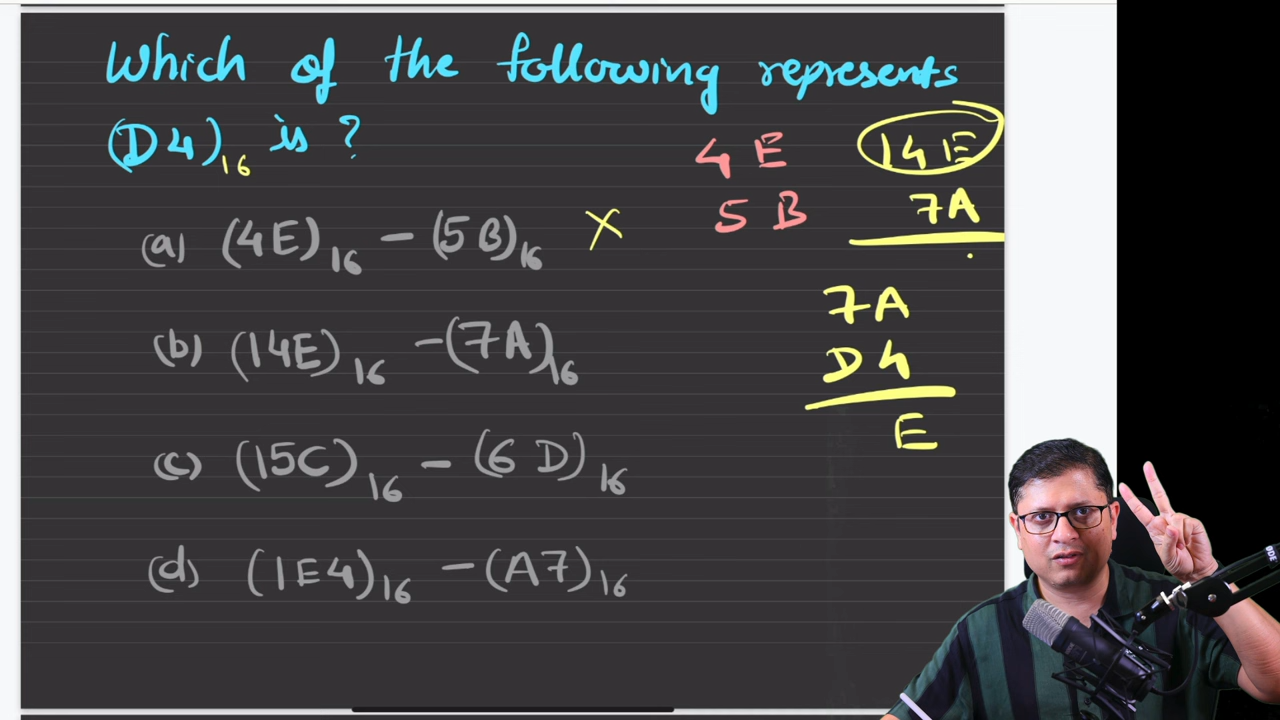 Which of the following represents
(D4)16 is ?
4 E
5 B
14E
7A
(a) (4E)16 - (5B)16 ×
7A
D4
E
(b) (14E)16 - (7A)16
(c) (15C)16 - (6D)16
(d) (1E4)16 - (A7)16